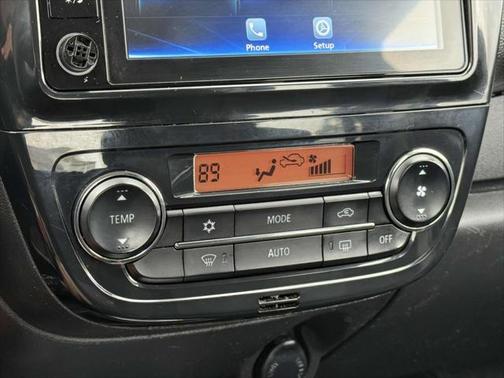 Phone
Setup
89
TEMP
MODE
AUTO
OFF